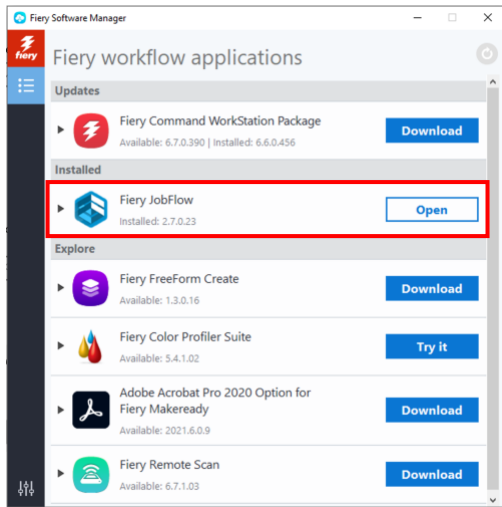 Fiery Software Manager
fiery
Fiery workflow applications
Updates
Fiery Command WorkStation Package
Available: 6.7.0.390 | Installed: 6.6.0.456
Download
Installed
Fiery JobFlow
Installed: 2.7.0.23
Open
Explore
Fiery FreeForm Create
Available: 1.3.0.16
Download
Fiery Color Profiler Suite
Available: 5.4.1.02
Try it
Adobe Acrobat Pro 2020 Option for
Fiery Makeready
Available: 2021.6.0.9
Download
Fiery Remote Scan
Available: 6.7.1.03
Download